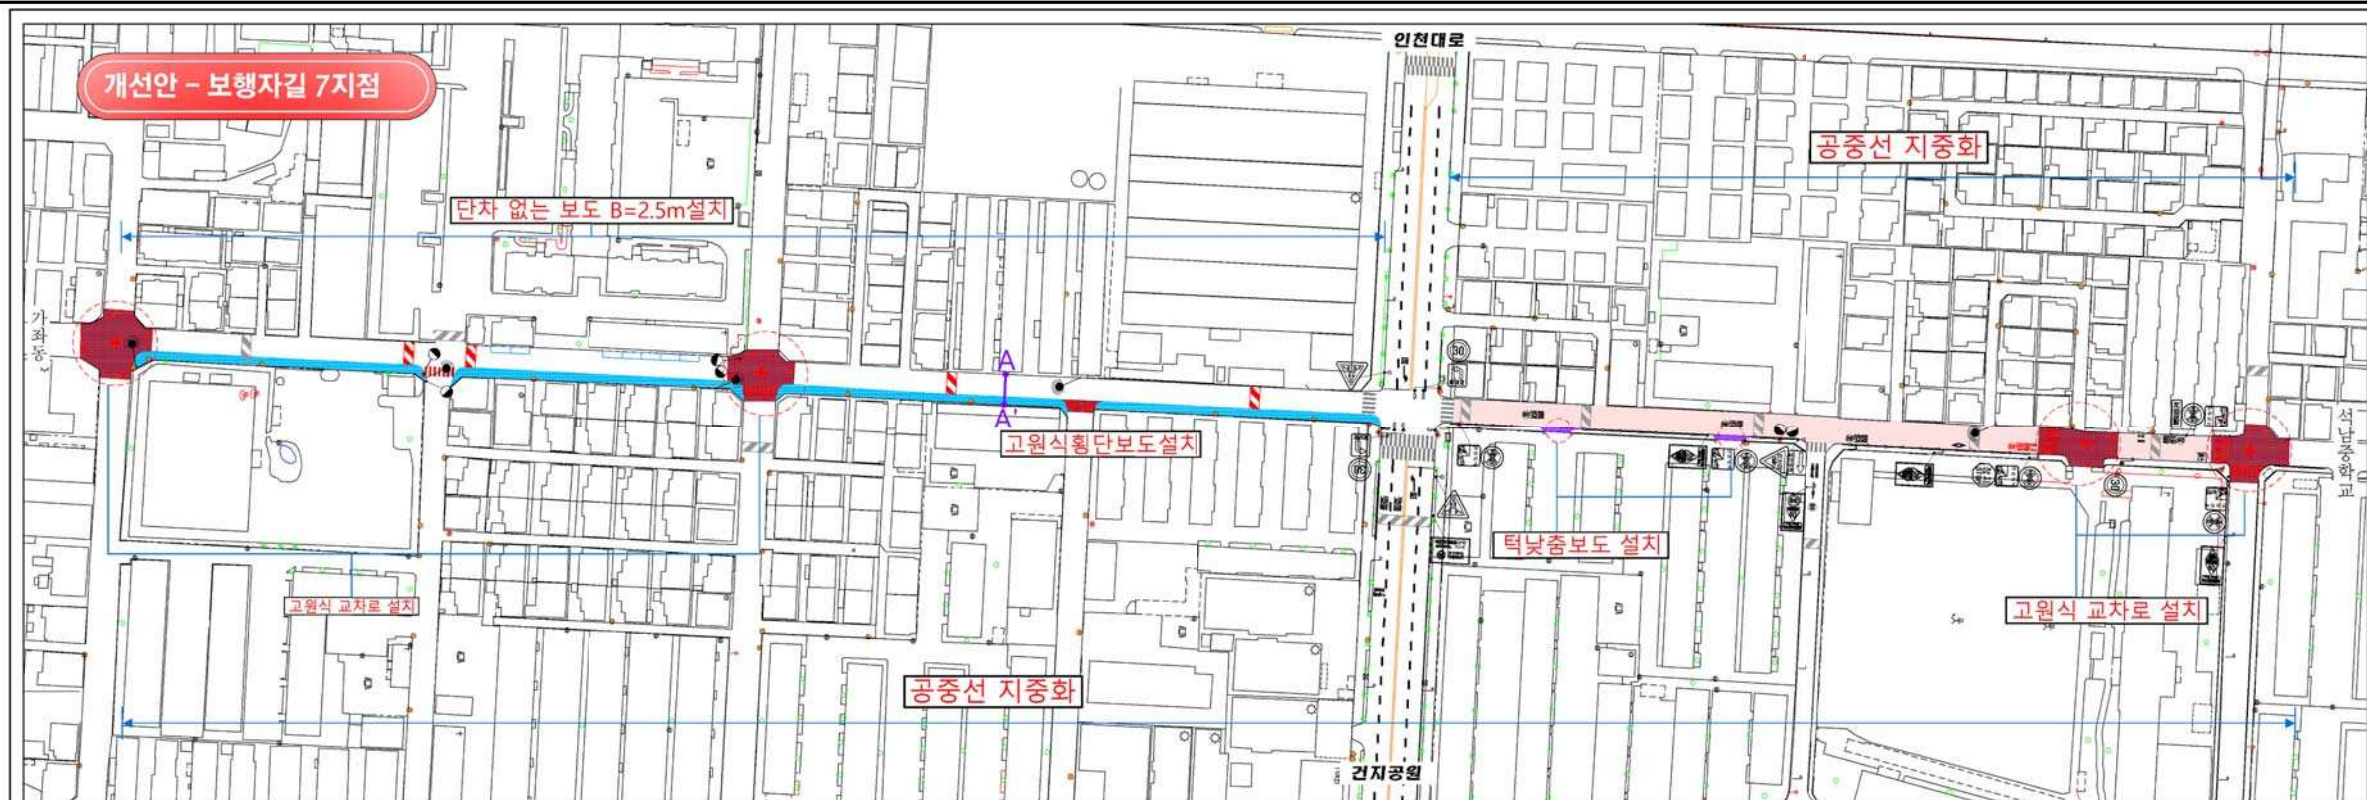 인천대로
개선안 - 보행자길 7지점
공중선 지중화
단차 없는 보도 B=2.5m설치
가좌동
A
30
A'
고원식횡단보도설치
석남중학교
30
30
턱낮춤보도 설치
고원식 교차로 설치
고원식 교차로 설치
공중선 지중화
건지공원